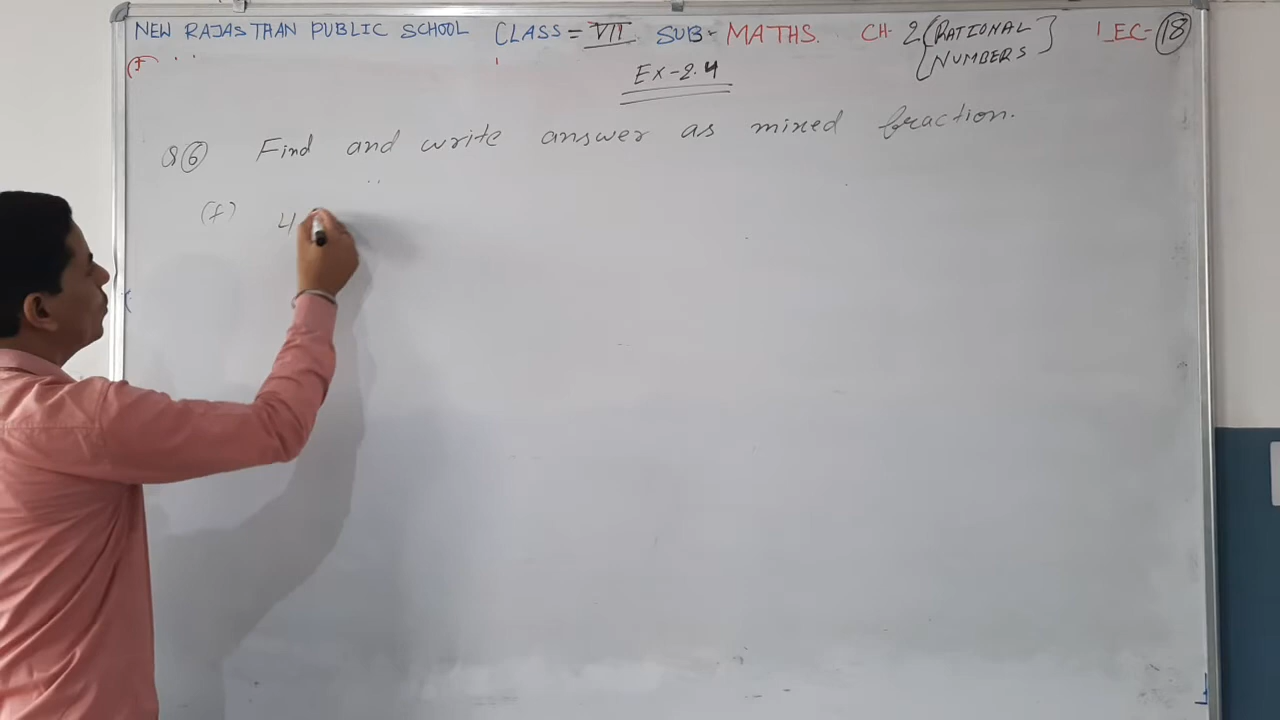 NEW RAJASTHAN PUBLIC SCHOOL CLASS = VII SUB- MATHS. CH- 2 {RATIONAL NUMBERS} LEC- 18
Ex-2.4
Q 6 Find and write answer as mixed fraction.
(f) 4